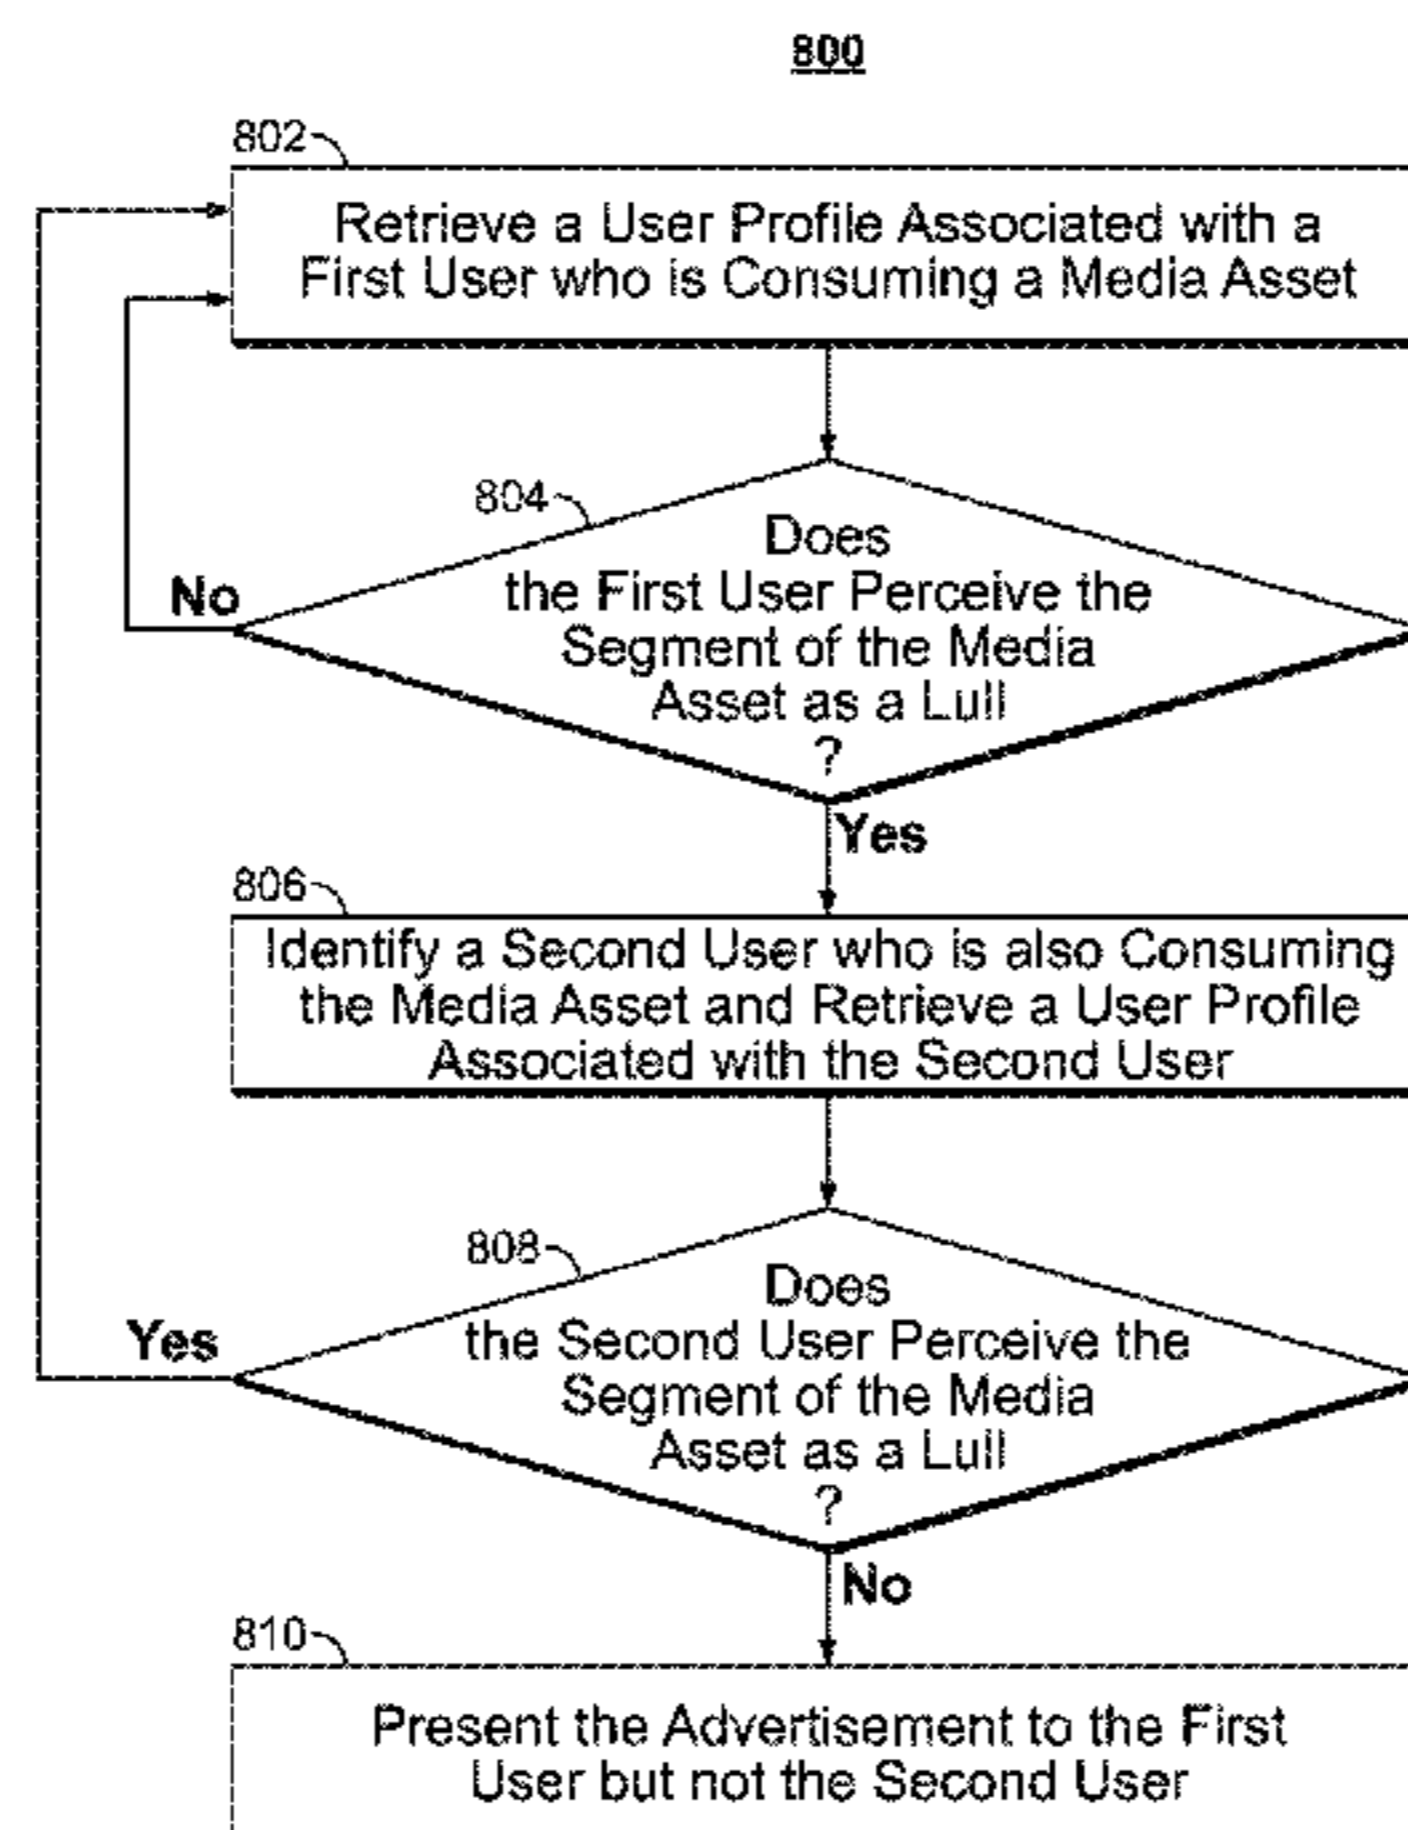 800
802
Retrieve a User Profile Associated with a
First User who is Consuming a Media Asset
804
Does
the First User Perceive the
Segment of the Media
Asset as a Lull
?
No
Yes
806
Identify a Second User who is also Consuming
the Media Asset and Retrieve a User Profile
Associated with the Second User
808
Does
the Second User Perceive the
Segment of the Media
Asset as a Lull
?
Yes
No
810
Present the Advertisement to the First
User but not the Second User